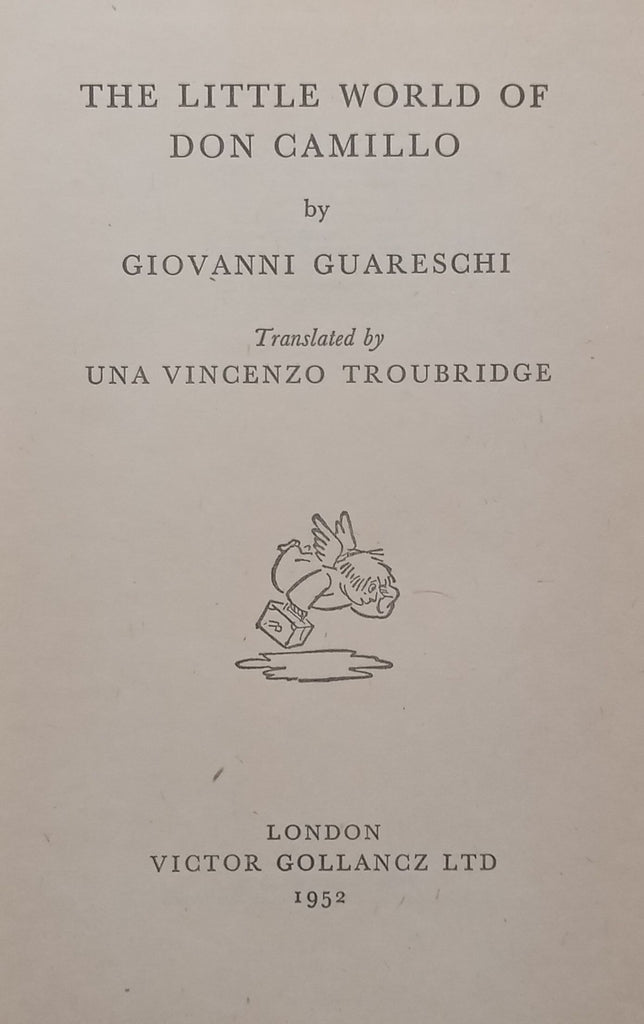 THE LITTLE WORLD OF
DON CAMILLO
by
GIOVANNI GUARESCHI
Translated by
UNA VINCENZO TROUBRIDGE
LONDON
VICTOR GOLLANCZ LTD
1952